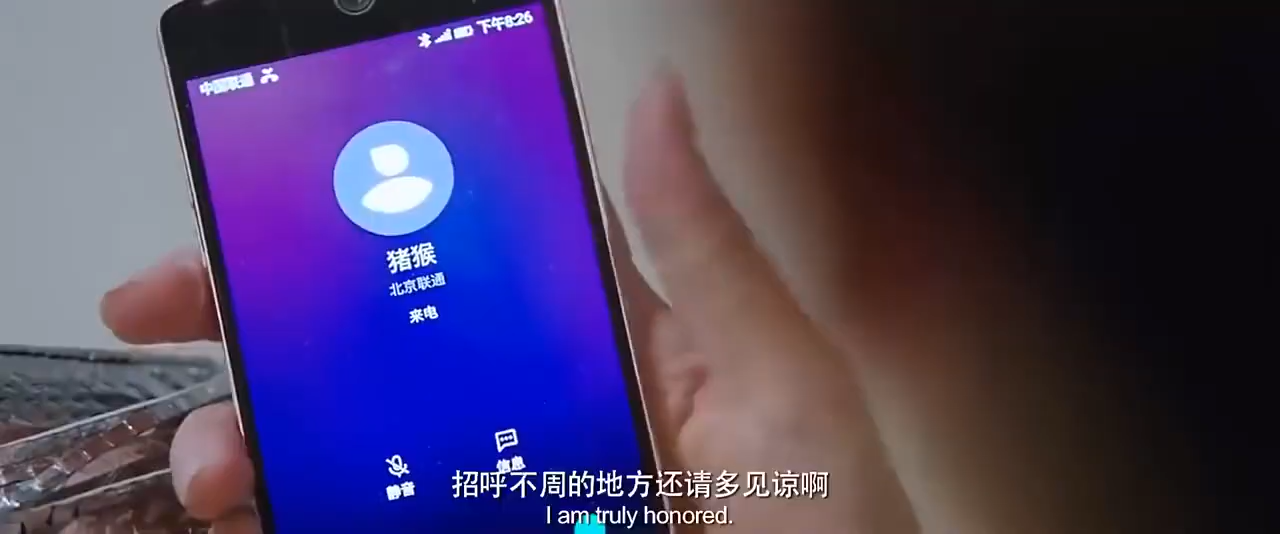 下午8:26
中国联通
猪猴
北京联通
来电
静音
信息
招呼不周的地方还请多见谅啊
I am truly honored.